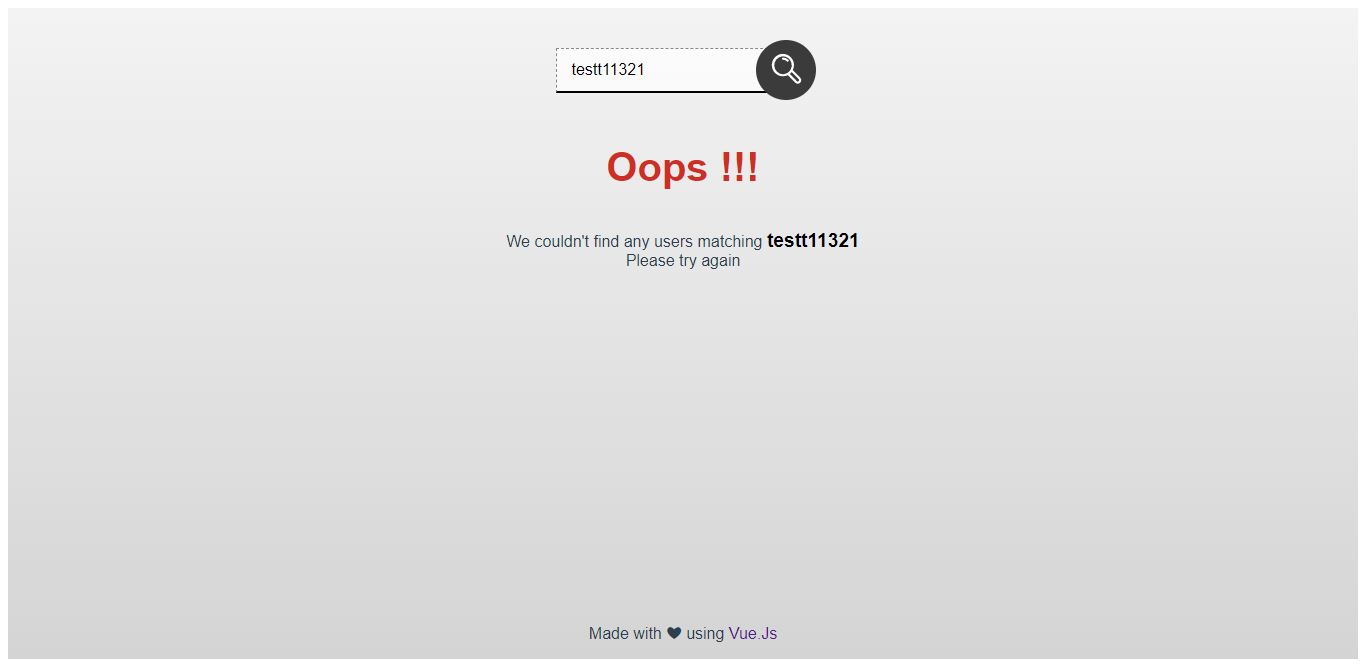 testt11321
Oops !!!
We couldn't find any users matching testt11321
Please try again
Made with ♥ using Vue.Js